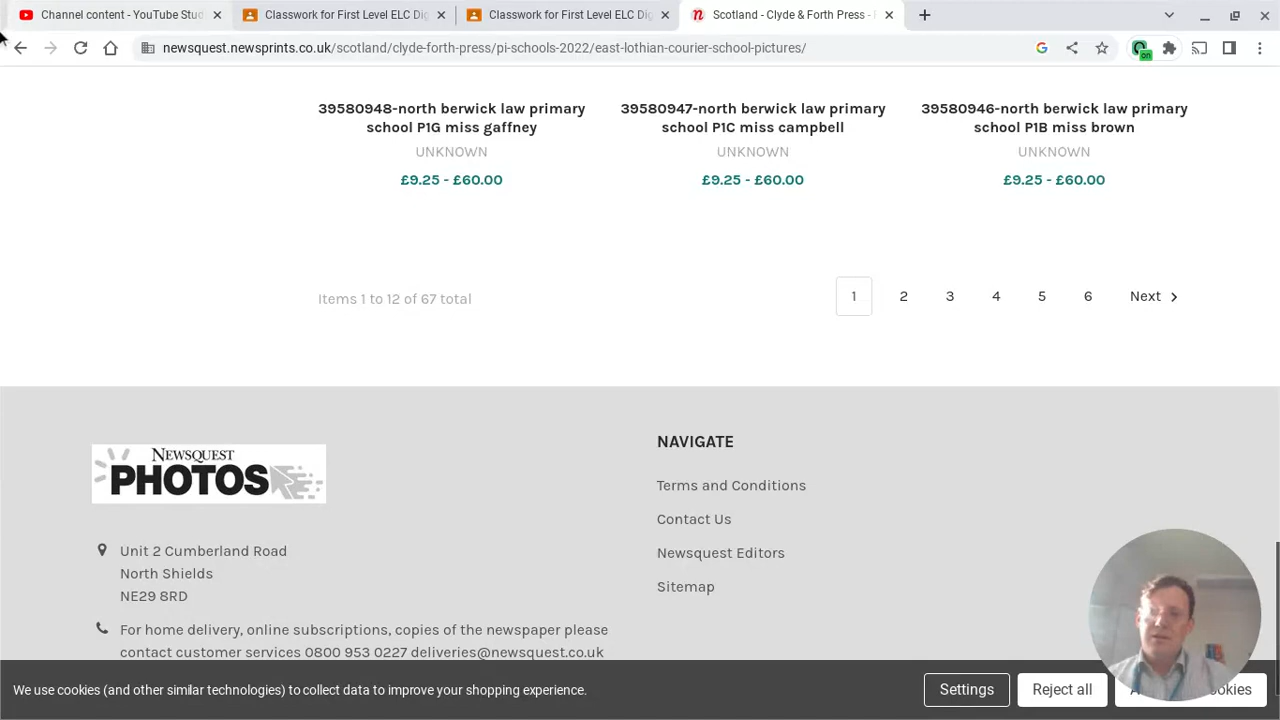 Channel content - YouTube Stud
Classwork for First Level ELC Dig
Classwork for First Level ELC Dig
Scotland - Clyde & Forth Press -
newsquest.newsprints.co.uk/scotland/clyde-forth-press/pi-schools-2022/east-lothian-courier-school-pictures/
on
39580948-north berwick law primary
school P1G miss gaffney
UNKNOWN
£9.25 - £60.00
39580947-north berwick law primary
school P1C miss campbell
UNKNOWN
£9.25 - £60.00
39580946-north berwick law primary
school P1B miss brown
UNKNOWN
£9.25 - £60.00
Items 1 to 12 of 67 total
1 2 3 4 5 6 Next
NEWSQUEST
PHOTOS
Unit 2 Cumberland Road
North Shields
NE29 8RD
For home delivery, online subscriptions, copies of the newspaper please
contact customer services 0800 953 0227 deliveries@newsquest.co.uk
NAVIGATE
Terms and Conditions
Contact Us
Newsquest Editors
Sitemap
We use cookies (and other similar technologies) to collect data to improve your shopping experience.
Settings
Reject all